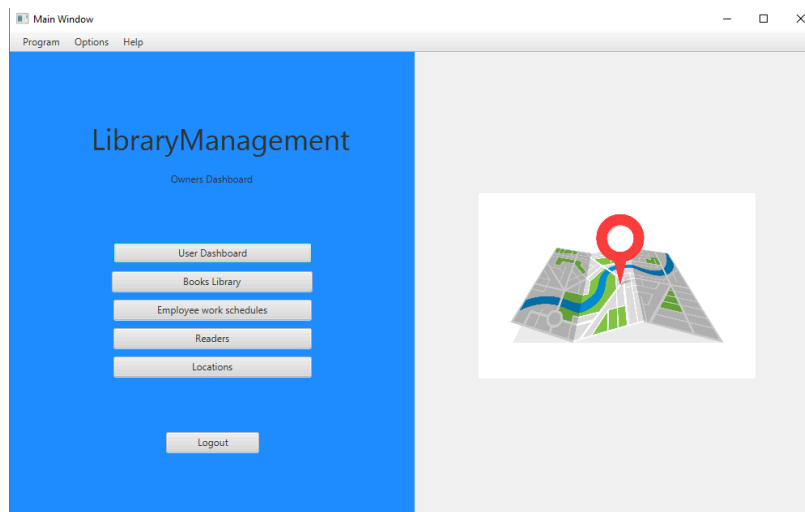 Main Window
Program Options Help
LibraryManagement
Owners Dashboard
User Dashboard
Books Library
Employee work schedules
Readers
Locations
Logout